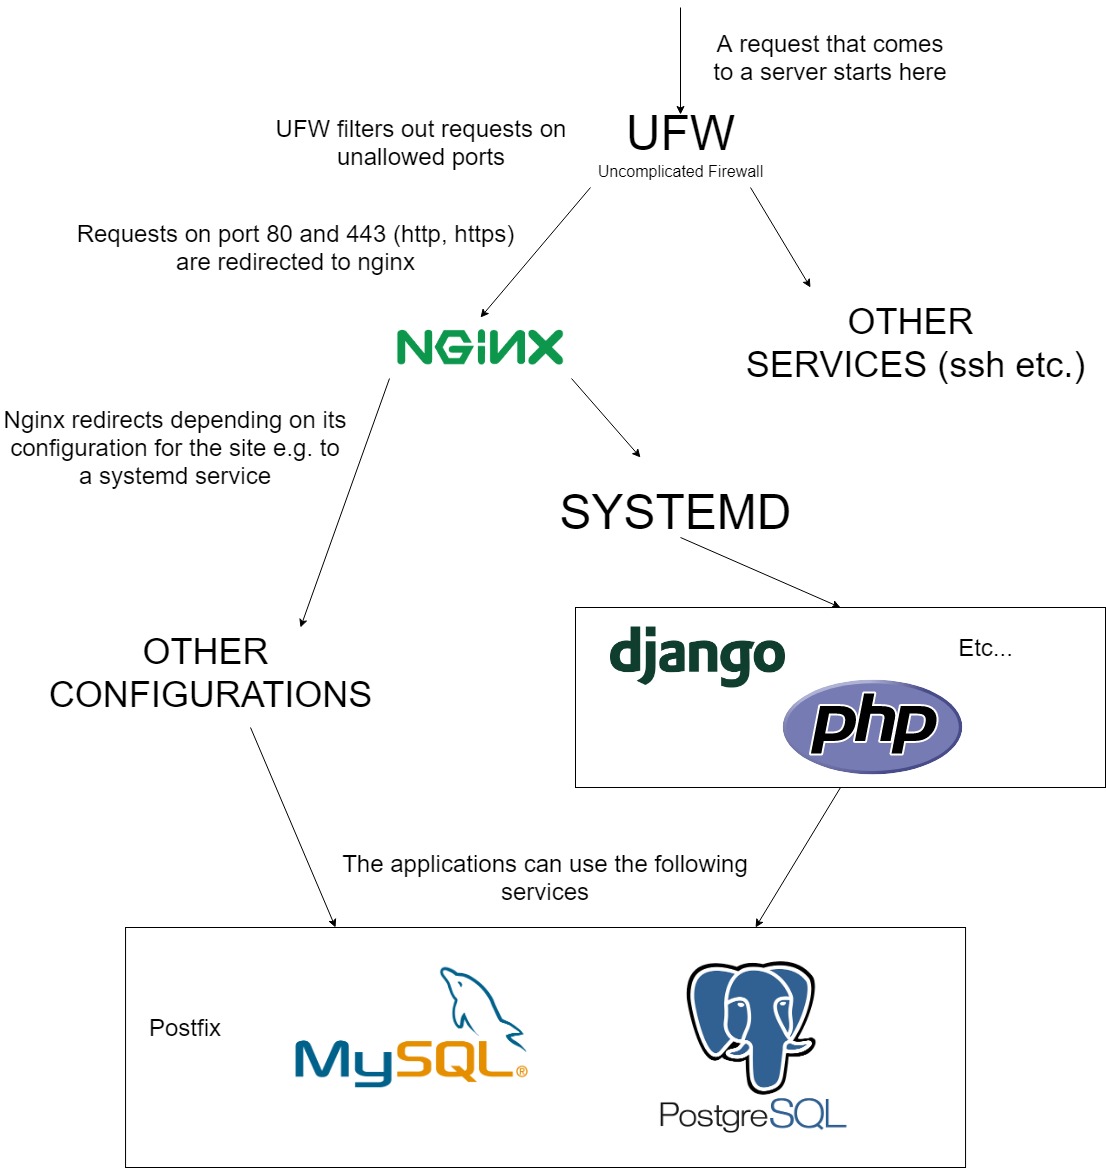 A request that comes
to a server starts here
UFW
Uncomplicated Firewall
UFW filters out requests on
unallowed ports
Requests on port 80 and 443 (http, https)
are redirected to nginx
NGiNX
OTHER
SERVICES (ssh etc.)
Nginx redirects depending on its
configuration for the site e.g. to
a systemd service
SYSTEMD
OTHER
CONFIGURATIONS
django
Etc...
php
The applications can use the following
services
Postfix
MySQL®
PostgreSQL